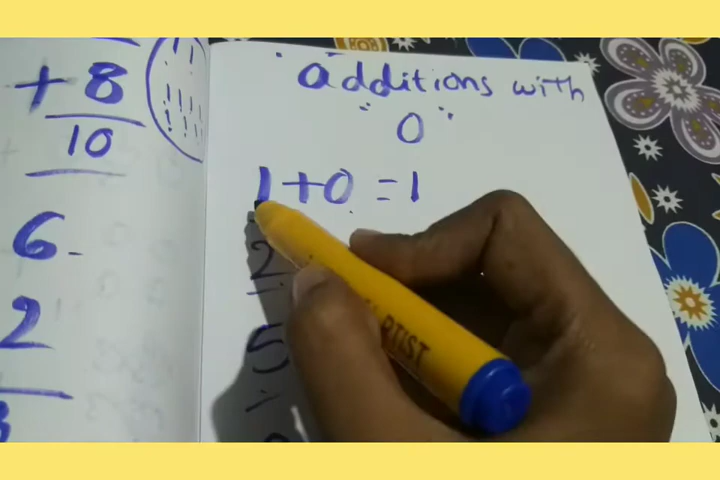 + 8
10
6
2
additions with
"0"
1 + 0 = 1
2
5
ARTIST